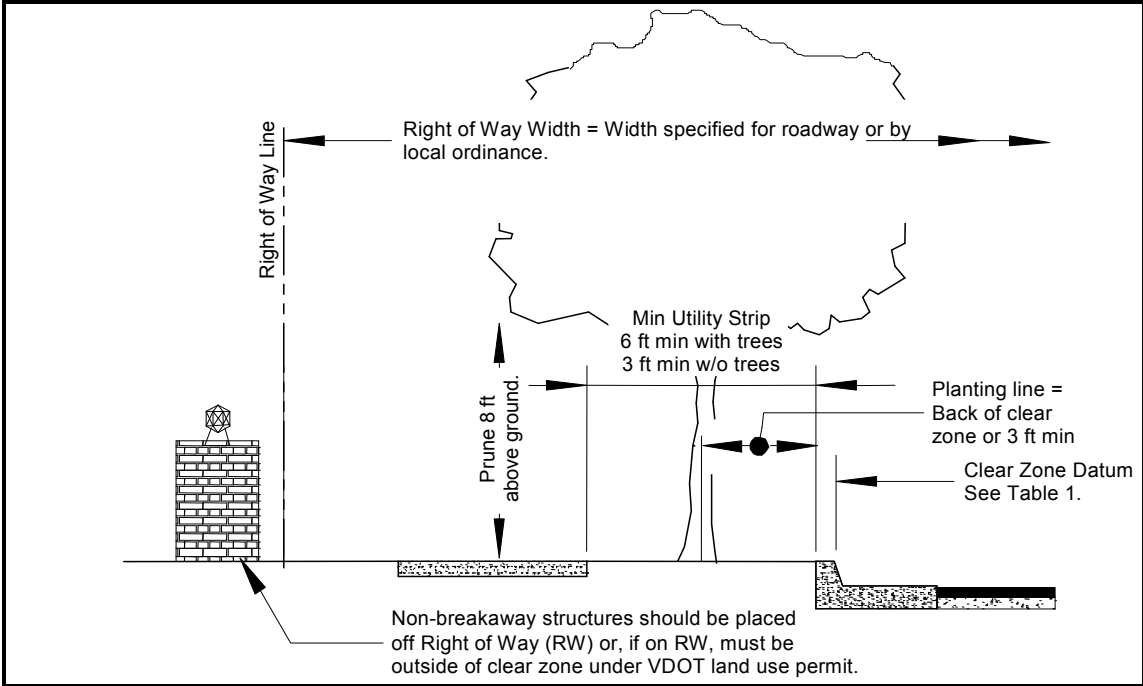 Right of Way Width = Width specified for roadway or by
local ordinance.
Right of Way Line
Min Utility Strip
6 ft min with trees
3 ft min w/o trees
Prune 8 ft
above ground.
Planting line =
Back of clear
zone or 3 ft min
Clear Zone Datum
See Table 1.
Non-breakaway structures should be placed
off Right of Way (RW) or, if on RW, must be
outside of clear zone under VDOT land use permit.